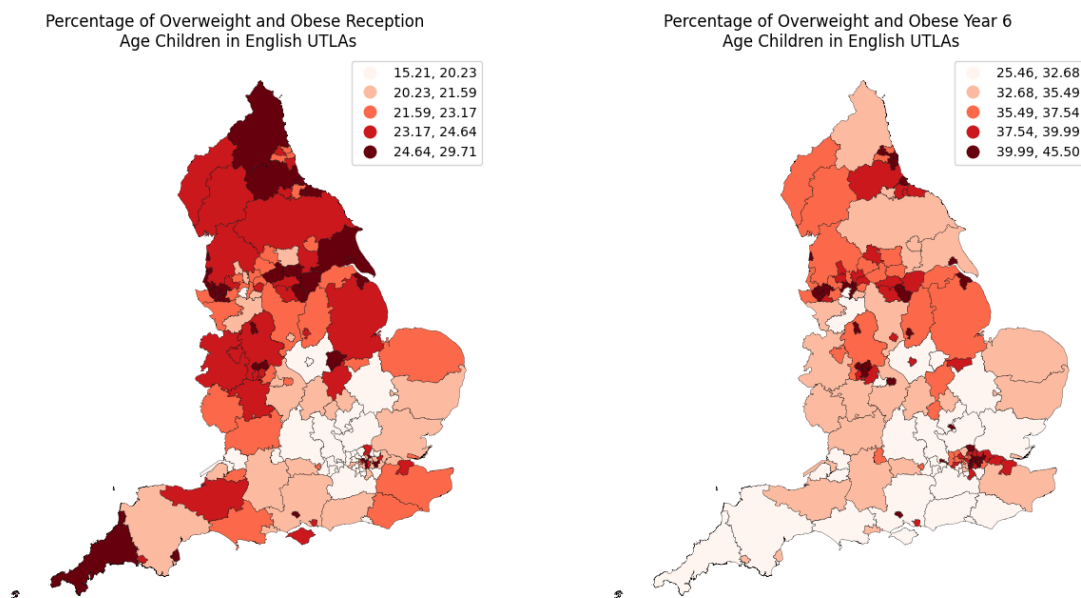 Percentage of Overweight and Obese Reception
Age Children in English UTLAs
15.21, 20.23
20.23, 21.59
21.59, 23.17
23.17, 24.64
24.64, 29.71
Percentage of Overweight and Obese Year 6
Age Children in English UTLAs
25.46, 32.68
32.68, 35.49
35.49, 37.54
37.54, 39.99
39.99, 45.50